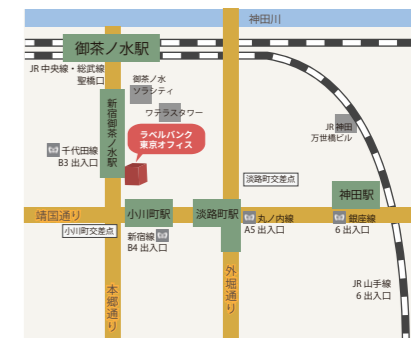 神田川
御茶ノ水駅
JR 中央線・総武線
聖橋口
御茶ノ水
ソラシティ
ワテラスタワー
新宿御茶ノ水駅
千代田線
B3 出入口
ラベルバンク
東京オフィス
JR 神田
万世橋ビル
淡路町交差点
神田駅
靖国通り
小川町駅
淡路町駅
丸ノ内線
A5 出入口
銀座線
6 出入口
小川町交差点
新宿線
B4 出入口
本郷通り
外堀通り
JR 山手線
6 出入口